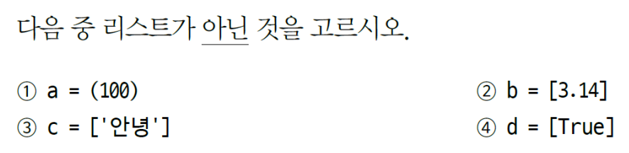 다음 중 리스트가 아닌 것을 고르시오.
① a = (100) ② b = [3.14]
③ c = ['안녕'] ④ d = [True]